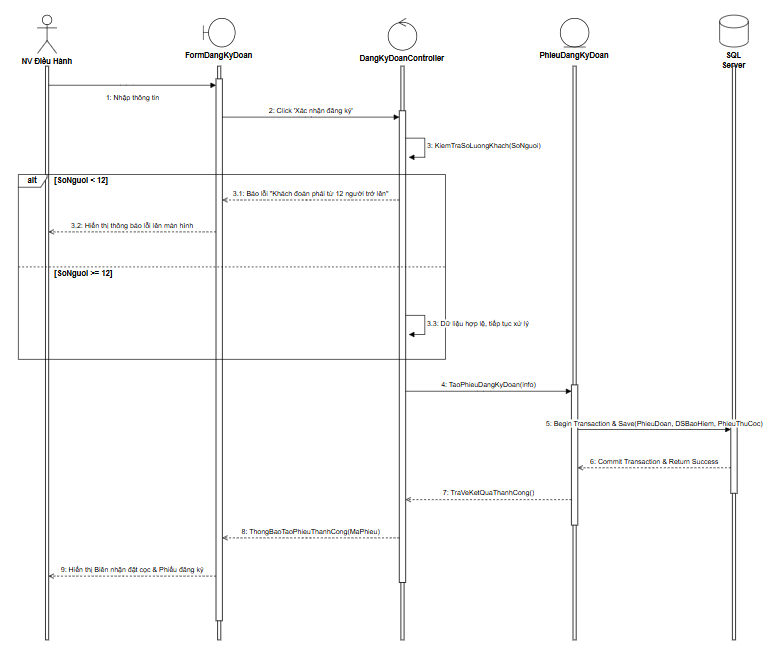 NV Điều Hành
FormDangKyDoan
DangKyDoanController
PhieuDangKyDoan
SQL
Server
1: Nhập thông tin
2: Click 'Xác nhận đăng ký'
3: KiemTraSoLuongKhach(SoNguoi)
alt
[SoNguoi < 12]
3.1: Báo lỗi "Khách đoàn phải từ 12 người trở lên"
3.2: Hiển thị thông báo lỗi lên màn hình
[SoNguoi >= 12]
3.3: Dữ liệu hợp lệ, tiếp tục xử lý
4: TaoPhieuDangKyDoan(info)
5: Begin Transaction & Save(PhieuDoan, DSBaoHiem, PhieuThuCoc)
6: Commit Transaction & Return Success
7: TraVeKetQuaThanhCong()
8: ThongBaoTaoPhieuThanhCong(MaPhieu)
9: Hiển thị Biên nhận đặt cọc & Phiếu đăng ký